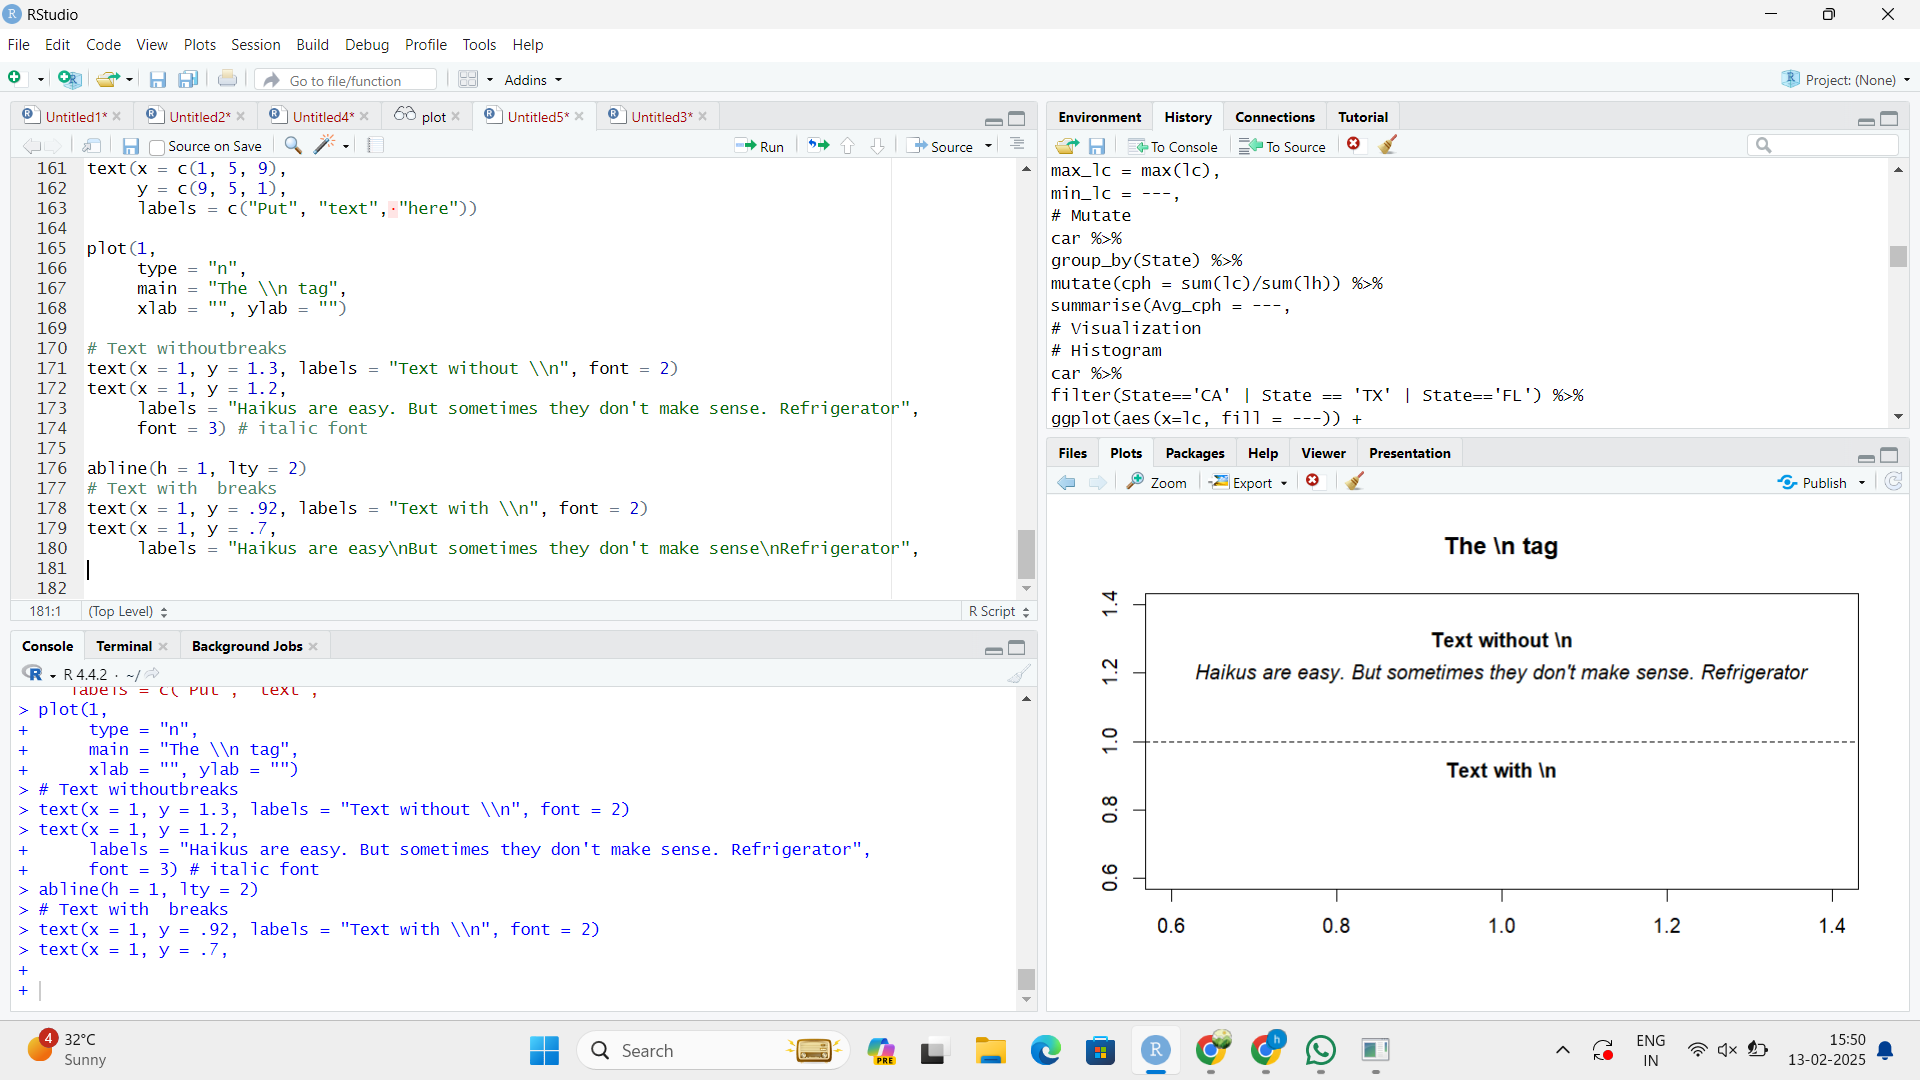 RStudio
File Edit Code View Plots Session Build Debug Profile Tools Help
Go to file/function Addins Project: (None)
Untitled1* Untitled2* Untitled4* plot Untitled5* Untitled3*
Source on Save Run Source
161 text(x = c(1, 5, 9),
162 y = c(9, 5, 1),
163 labels = c("Put", "text", "here"))
164
165 plot(1,
166 type = "n",
167 main = "The \\n tag",
168 xlab = "", ylab = "")
169
170 # Text withoutbreaks
171 text(x = 1, y = 1.3, labels = "Text without \\n", font = 2)
172 text(x = 1, y = 1.2,
173 labels = "Haikus are easy. But sometimes they don't make sense. Refrigerator",
174 font = 3) # italic font
175
176 abline(h = 1, lty = 2)
177 # Text with  breaks
178 text(x = 1, y = .92, labels = "Text with \\n", font = 2)
179 text(x = 1, y = .7,
180 labels = "Haikus are easy\nBut sometimes they don't make sense\nRefrigerator",
181
182
181:1 (Top Level) R Script
Console Terminal Background Jobs
R 4.4.2 · ~/
labels = c("Put", "text",
> plot(1,
+ type = "n",
+ main = "The \\n tag",
+ xlab = "", ylab = "")
> # Text withoutbreaks
> text(x = 1, y = 1.3, labels = "Text without \\n", font = 2)
> text(x = 1, y = 1.2,
+ labels = "Haikus are easy. But sometimes they don't make sense. Refrigerator",
+ font = 3) # italic font
> abline(h = 1, lty = 2)
> # Text with  breaks
> text(x = 1, y = .92, labels = "Text with \\n", font = 2)
> text(x = 1, y = .7,
+
+
Environment History Connections Tutorial
To Console To Source
max_lc = max(lc),
min_lc = ---,
# Mutate
car %>%
group_by(State) %>%
mutate(cph = sum(lc)/sum(lh)) %>%
summarise(Avg_cph = ---,
# Visualization
# Histogram
car %>%
filter(State=='CA' | State == 'TX' | State=='FL') %>%
ggplot(aes(x=lc, fill = ---)) +
Files Plots Packages Help Viewer Presentation
Zoom Export Publish
The \n tag
Text without \n
Haikus are easy. But sometimes they don't make sense. Refrigerator
Text with \n
1.4
1.2
1.0
0.8
0.6
0.6 0.8 1.0 1.2 1.4
4 32°C
Sunny
Search
PRE
ENG
IN
15:50
13-02-2025